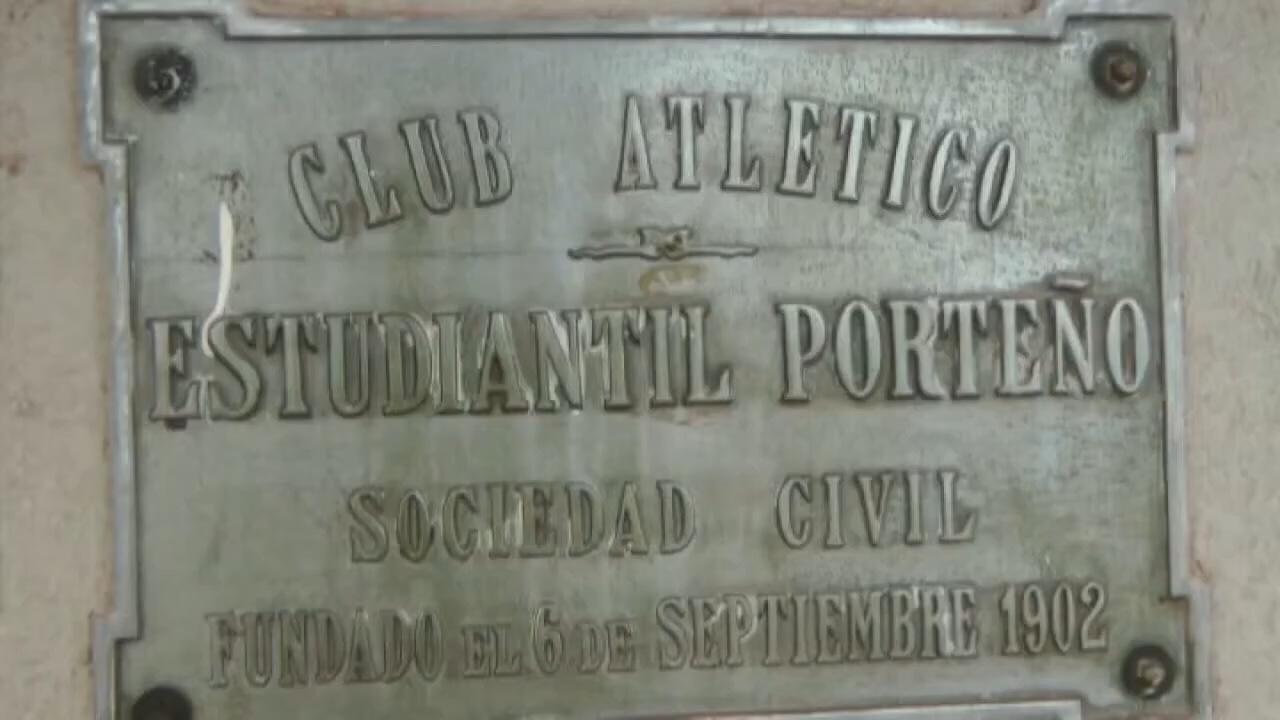 CLUB ATLETICO
ESTUDIANTIL PORTEÑO
SOCIEDAD CIVIL
FUNDADO EL 6 DE SEPTIEMBRE 1902